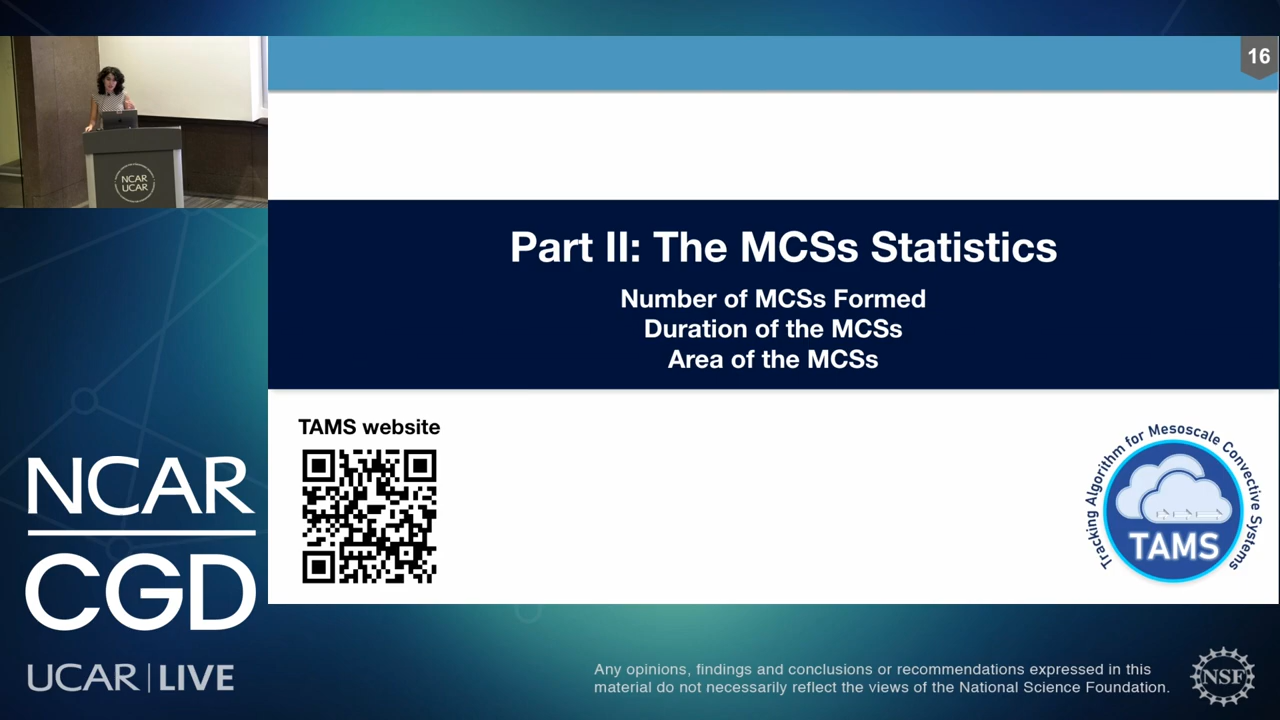 16
NCAR
UCAR
Part II: The MCSs Statistics
Number of MCSs Formed
Duration of the MCSs
Area of the MCSs
TAMS website
Tracking Algorithm for Mesoscale Convective Systems
TAMS
NCAR
CGD
UCAR | LIVE
Any opinions, findings and conclusions or recommendations expressed in this
material do not necessarily reflect the views of the National Science Foundation.
NSF